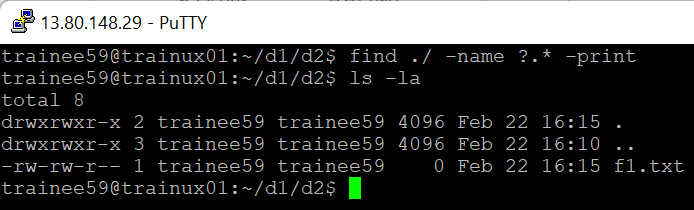 13.80.148.29 - PuTTY
trainee59@trainux01:~/d1/d2$ find ./ -name ?.* -print
trainee59@trainux01:~/d1/d2$ ls -la
total 8
drwxrwxr-x 2 trainee59 trainee59 4096 Feb 22 16:15 .
drwxrwxr-x 3 trainee59 trainee59 4096 Feb 22 16:10 ..
-rw-rw-r-- 1 trainee59 trainee59    0 Feb 22 16:15 f1.txt
trainee59@trainux01:~/d1/d2$